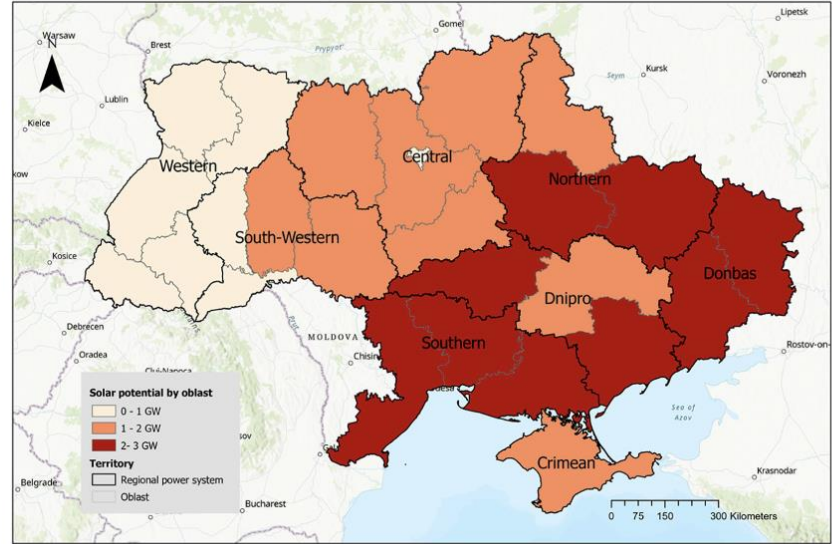 Warsaw
N
Brest
Pripyat'
Gomel
Lipetsk
Lublin
Seym
Kursk
Voronezh
Kielce
Western
Central
Northern
South-Western
Kosice
Donbas
Dnipro
Debrecen
MOLDOVA
Southern
Rostov-on-
Oradea
Chisin
Cluj-Napoca
Solar potential by oblast
0 - 1 GW
1 - 2 GW
2- 3 GW
Territory
Regional power system
Oblast
Sea of
Azov
Crimean
Krasnodar
Belgrade
Bucharest
0 75 150 300 Kilometers